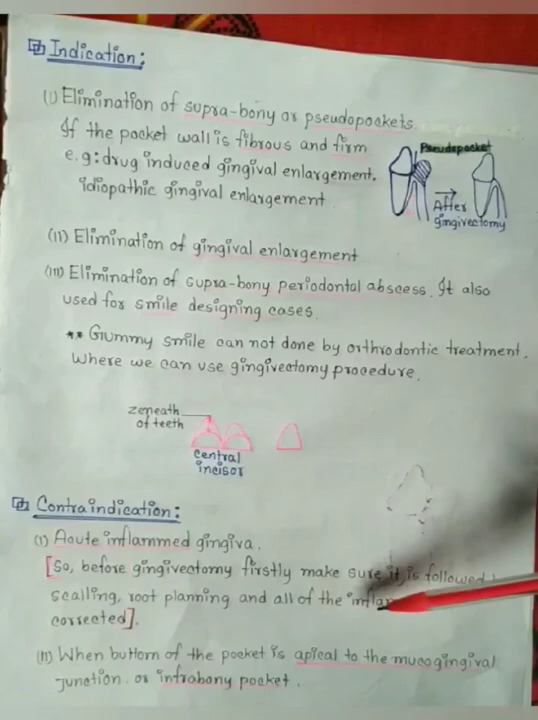 Indication:
(i) Elimination of supra-bony or pseudopockets.
If the pocket wall is fibrous and firm
e.g: drug induced gingival enlargement.
idiopathic gingival enlargement
Pseudopocket
After
gingivectomy
(ii) Elimination of gingival enlargement
(iii) Elimination of supra-bony periodontal abscess. It also
used for smile designing cases.
** Gummy smile can not done by orthodontic treatment.
Where we can use gingivectomy procedure.
zeneath
of teeth
central
incisor
Contraindication:
(i) Acute inflammed gingiva.
[So, before gingivectomy firstly make sure it is followed
scalling, root planning and all of the
corrected].
(ii) When buttom of the pocket is apical to the mucogingival
junction. or infrabony pocket.